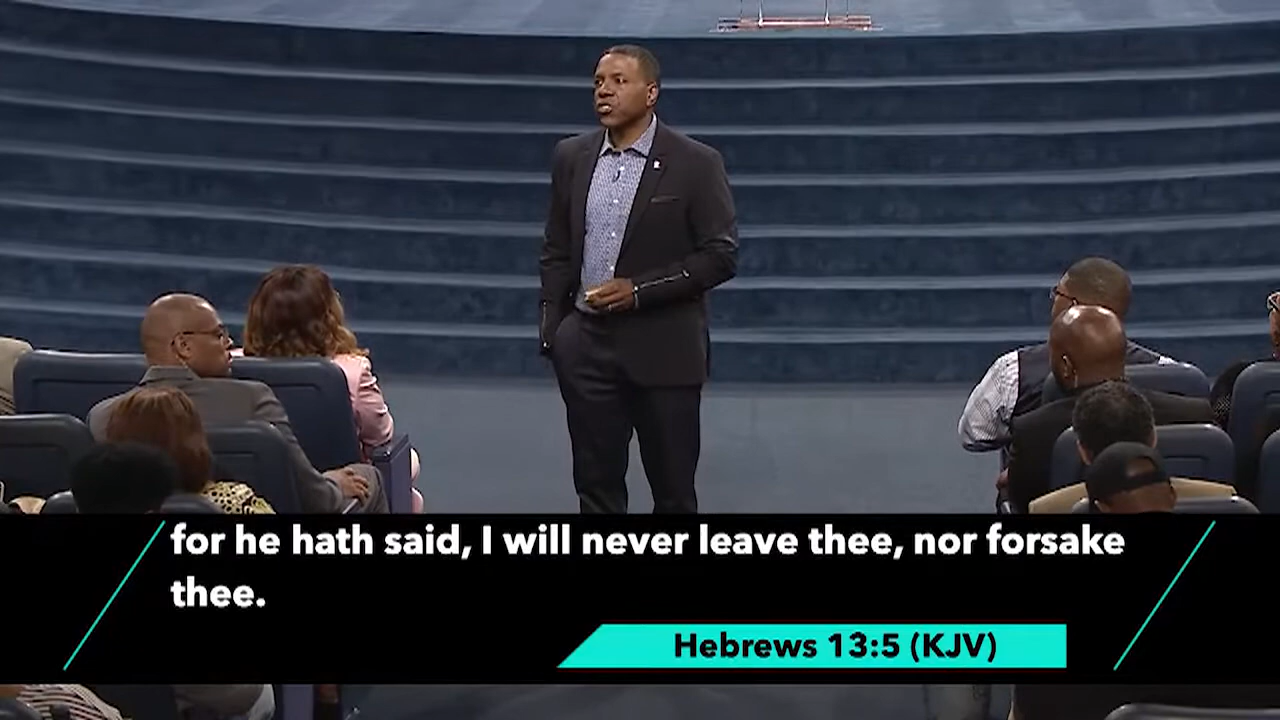 for he hath said, I will never leave thee, nor forsake
thee.
Hebrews 13:5 (KJV)